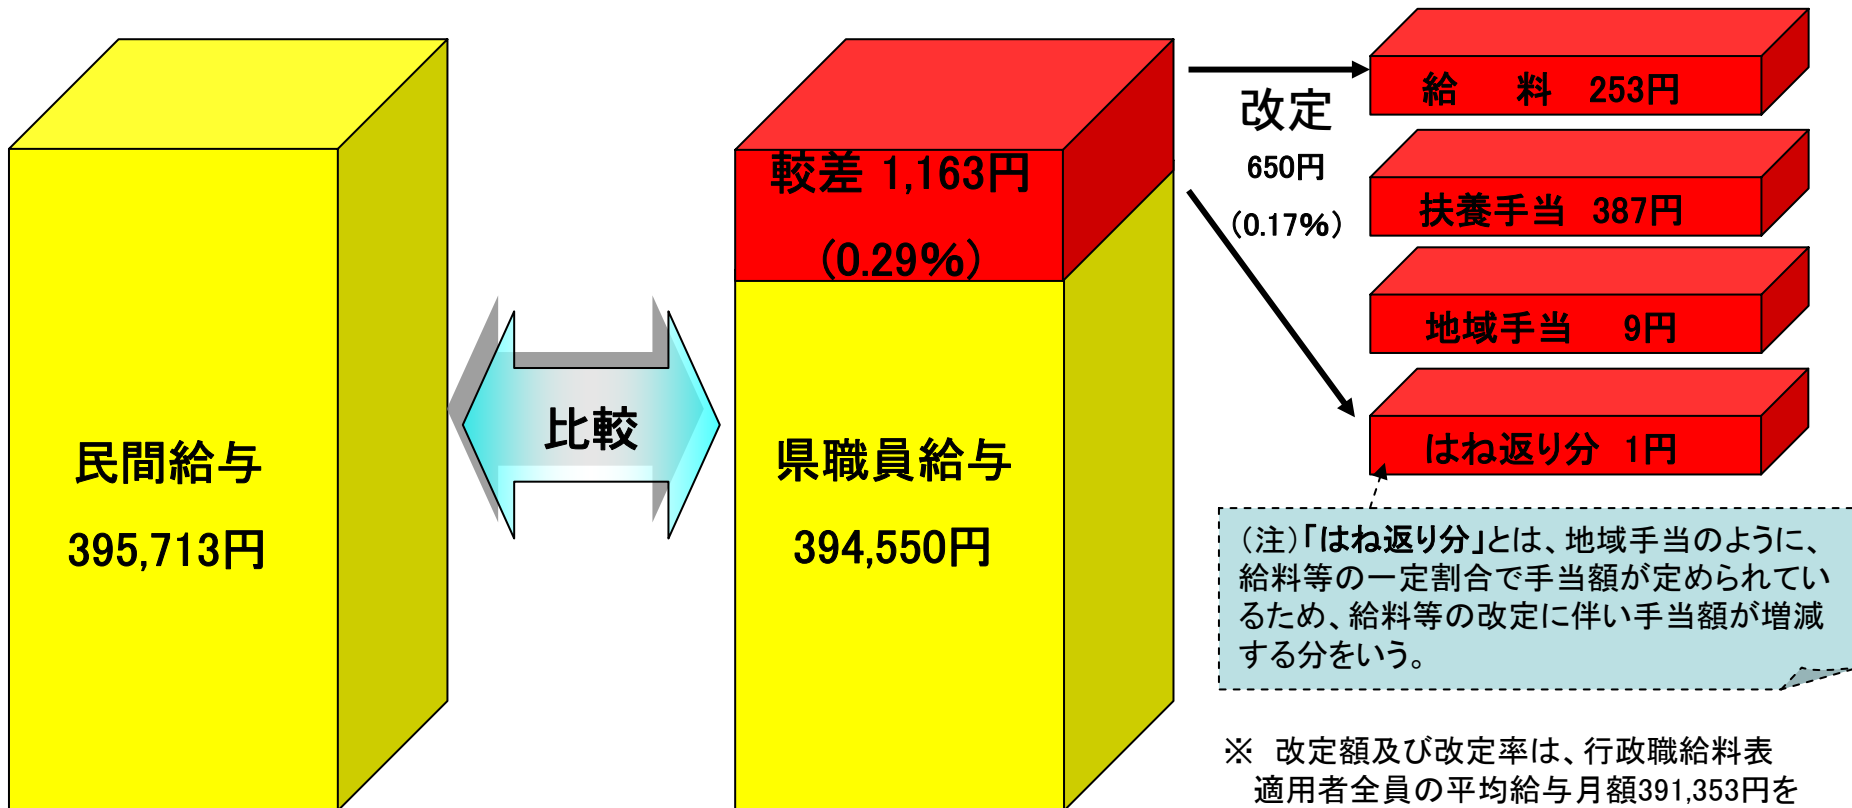 民間給与
395,713円
比較
較差 1,163円
(0.29%)
県職員給与
394,550円
改定
650円
(0.17%)
給　料　253円
扶養手当　387円
地域手当　9円
はね返り分　1円
（注）「はね返り分」とは、地域手当のように、
給料等の一定割合で手当額が定められてい
るため、給料等の改定に伴い手当額が増減
する分をいう。
※　改定額及び改定率は、行政職給料表
適用者全員の平均給与月額391,353円を